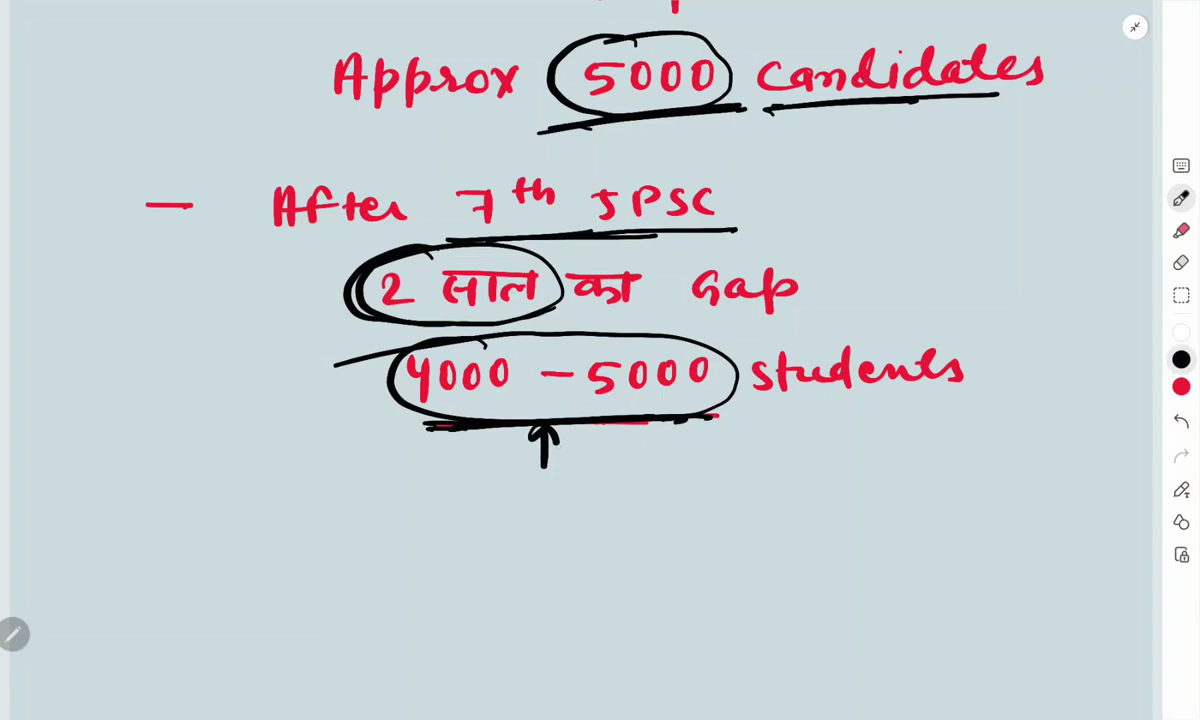 Approx 5000 candidates
— After 7th JPSC
2 साल का Gap
4000 – 5000 students